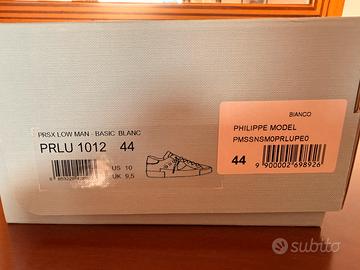 PRSX LOW MAN - BASIC BLANC
PRLU 1012 44
US 10
UK 9,5
BIANCO
PHILIPPE MODEL
PMSSNSM0PRLUPE0
44
9 900002 698926
subito